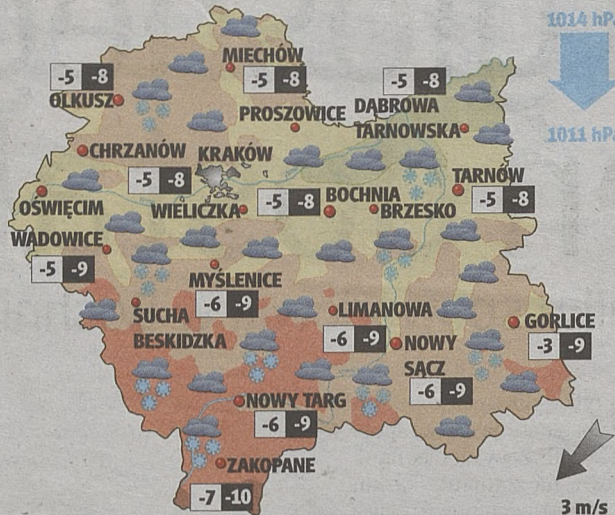 1014 hPa
1011 hPa
MIECHÓW
-5 -8
-5 -8
OLKUSZ
-5 -8
DĄBROWA
TARNOWSKA
PROSZOWICE
CHRZANÓW
KRAKÓW
-5 -8
TARNÓW
-5 -8
OŚWIĘCIM
WIELICZKA
-5 -8
BOCHNIA
BRZESKO
WADOWICE
-5 -9
MYŚLENICE
-6 -9
SUCHA
BESKIDZKA
LIMANOWA
-6 -9
GORLICE
-3 -9
NOWY
SĄCZ
-6 -9
NOWY TARG
-6 -9
ZAKOPANE
-7 -10
3 m/s